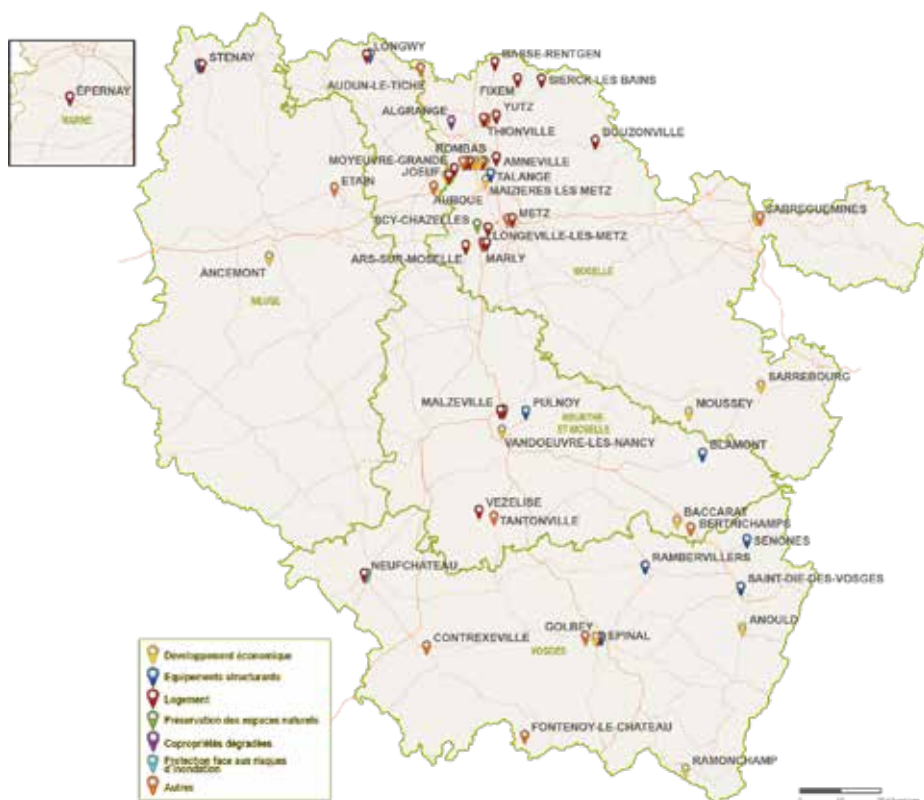 ÉPERNAY
MARNE
STENAY
LONGWY
BASSE-RENTGEN
AUDUN-LE-TICHE
FIXEM
SIERCK LES BAINS
ALGRANGE
YUTZ
THIONVILLE
BOUZONVILLE
ROMBAS
MOYEUVRE-GRANDE
AMNEVILLE
JOEUF
TALANGE
ETAIN
AUBOUE
MAIZIERES LES METZ
SCY-CHAZELLES
METZ
SARREGUEMINES
LONGEVILLE-LES-METZ
ARS-SUR-MOSELLE
MARLY
ANCEMONT
MOSELLE
MEUSE
SARREBOURG
MALZEVILLE
PULNOY
MOUSSEY
MEURTHE
ET MOSELLE
VANDOEUVRE-LES-NANCY
BLAMONT
VEZELISE
TANTONVILLE
BACCARAT
BERTRICHAMPS
SENONES
NEUFCHATEAU
RAMBERVILLERS
SAINT-DIE-DES-VOSGES
GOLBEY
EPINAL
ANOULD
CONTREXEVILLE
VOSGES
FONTENOY-LE-CHATEAU
RAMONCHAMP
Développement économique
Equipements structurants
Logement
Préservation des espaces naturels
Copropriétés dégradées
Protection face aux risques
d'inondation
Autres